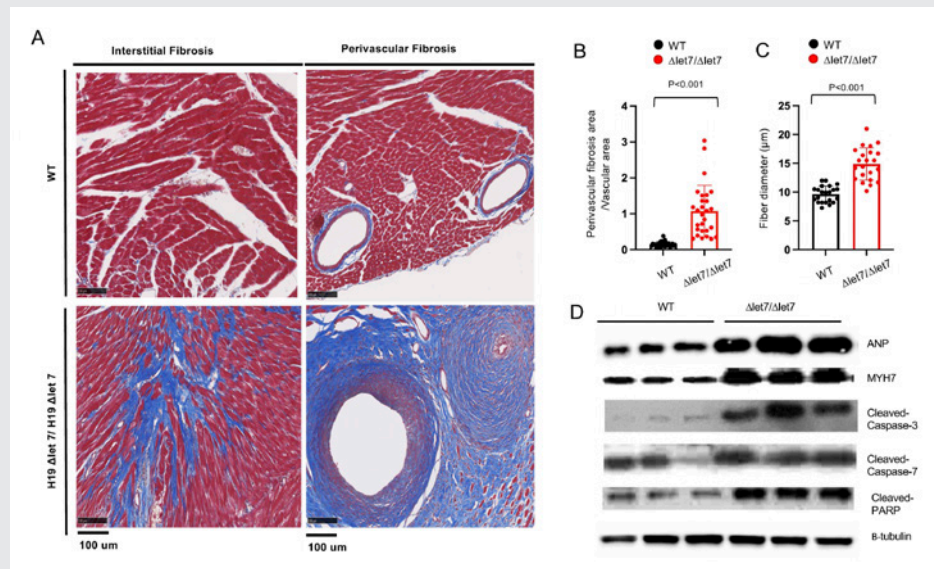 A
Interstitial Fibrosis
Perivascular Fibrosis
WT
H19 Δlet 7/ H19 Δlet 7
100 um
100 um
B
WT
Δlet7/Δlet7
P<0.001
Perivascular fibrosis area
/Vascular area
4
3
2
1
0
WT
Δlet7/Δlet7
C
WT
Δlet7/Δlet7
P<0.001
Fiber diameter (μm)
25
20
15
10
5
0
WT
Δlet7/Δlet7
D
WT
Δlet7/Δlet7
ANP
MYH7
Cleaved-
Caspase-3
Cleaved-
Caspase-7
Cleaved-
PARP
в-tubulin